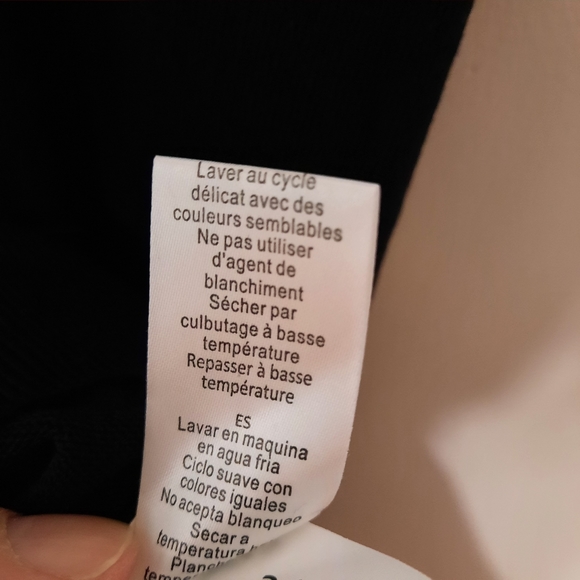 Laver au cycle
délicat avec des
couleurs semblables
Ne pas utiliser
d'agent de
blanchiment
Sécher par
culbutage à basse
température
Repasser à basse
température
ES
Lavar en maquina
en agua fria
Ciclo suave con
colores iguales
No acepta blanqueo
Secar a
temperatura